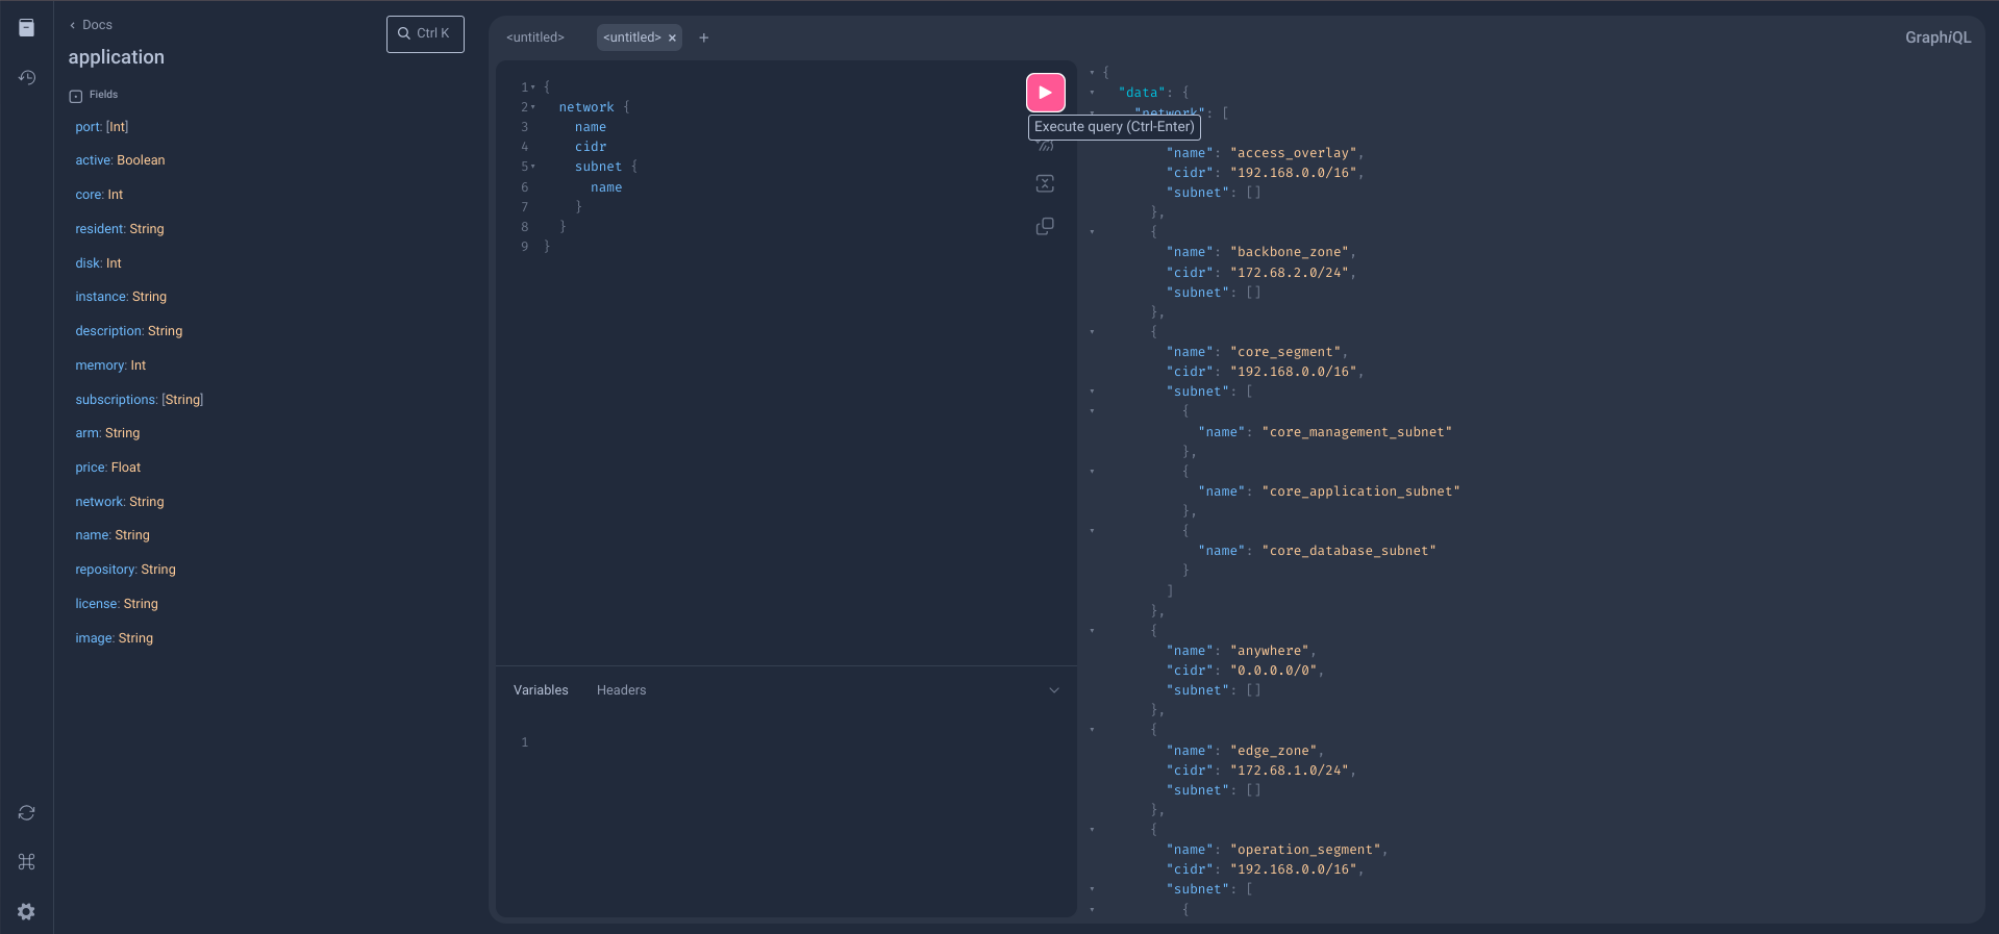 Docs
Ctrl K
application
Fields
port: [Int]
active: Boolean
core: Int
resident: String
disk: Int
instance: String
description: String
memory: Int
subscriptions: [String]
arm: String
price: Float
network: String
name: String
repository: String
license: String
image: String
<untitled>
<untitled> ×
+
GraphiQL
1 {
2 network {
3 name
4 cidr
5 subnet {
6 name
7 }
8 }
9 }
Execute query (Ctrl-Enter)
Variables
Headers
1
{
"data": {
"network": [
"name": "access_overlay",
"cidr": "192.168.0.0/16",
"subnet": []
},
{
"name": "backbone_zone",
"cidr": "172.68.2.0/24",
"subnet": []
},
{
"name": "core_segment",
"cidr": "192.168.0.0/16",
"subnet": [
{
"name": "core_management_subnet"
},
{
"name": "core_application_subnet"
},
{
"name": "core_database_subnet"
}
]
},
{
"name": "anywhere",
"cidr": "0.0.0.0/0",
"subnet": []
},
{
"name": "edge_zone",
"cidr": "172.68.1.0/24",
"subnet": []
},
{
"name": "operation_segment",
"cidr": "192.168.0.0/16",
"subnet": [
{